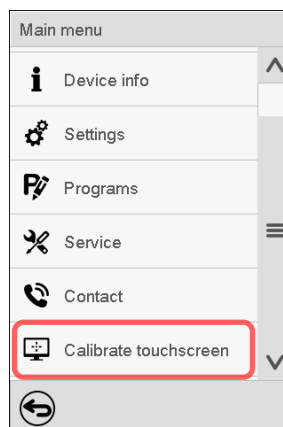 Main menu
Device info
Settings
Programs
Service
Contact
Calibrate touchscreen